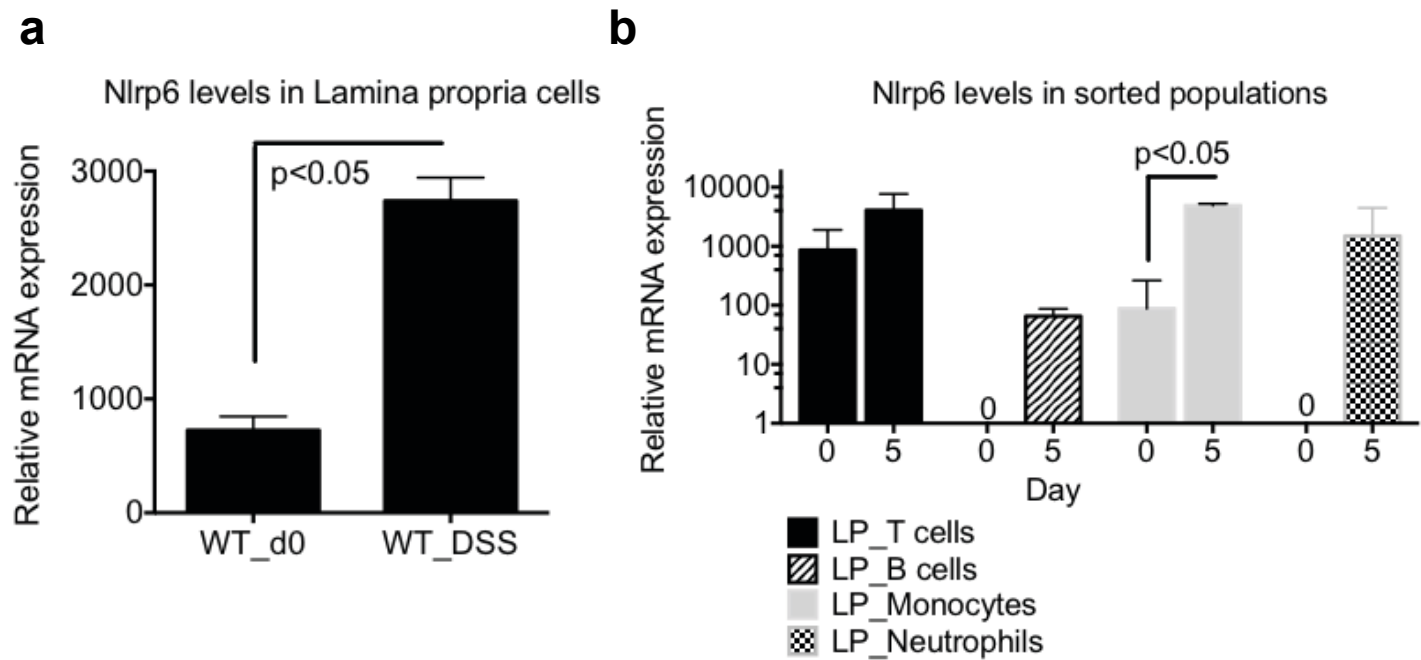 a
Nlrp6 levels in Lamina propria cells
Relative mRNA expression
3000
2000
1000
0
p<0.05
WT_d0
WT_DSS
b
Nlrp6 levels in sorted populations
Relative mRNA expression
10000
1000
100
10
1
p<0.05
0
0
0 5 0 5 0 5 0 5
Day
LP_T cells
LP_B cells
LP_Monocytes
LP_Neutrophils